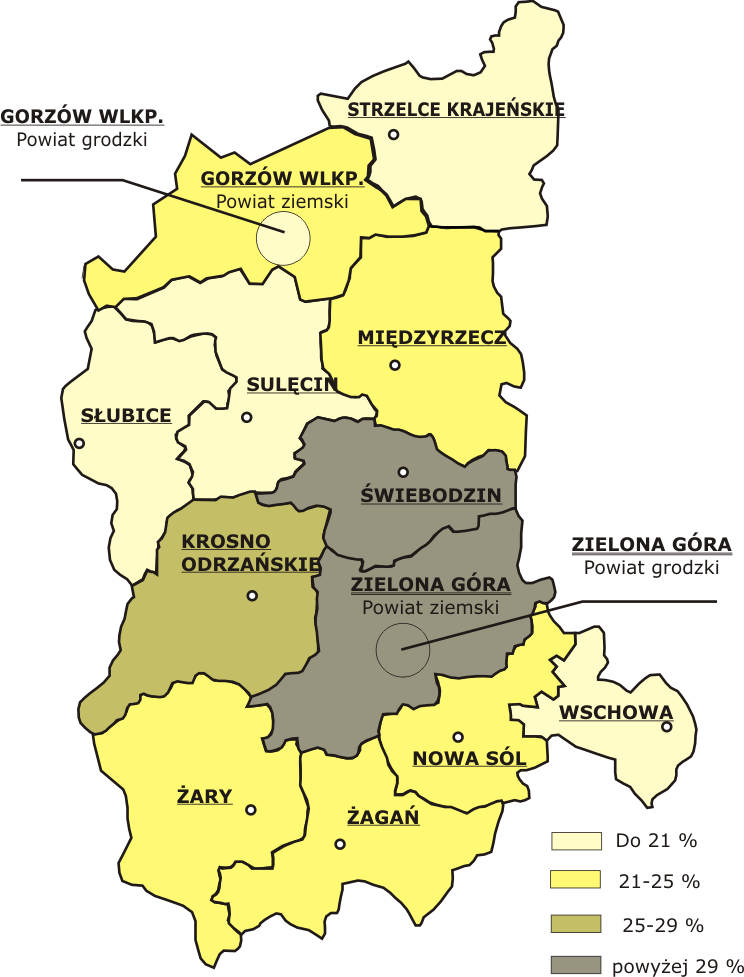 STRZELCE KRAJEŃSKIE
GORZÓW WLKP.
Powiat grodzki
GORZÓW WLKP.
Powiat ziemski
MIĘDZYRZECZ
SULĘCIN
SŁUBICE
ŚWIEBODZIN
KROSNO
ODRZAŃSKIE
ZIELONA GÓRA
Powiat grodzki
ZIELONA GÓRA
Powiat ziemski
WSCHOWA
NOWA SÓL
ŻARY
ŻAGAŃ
Do 21 %
21-25 %
25-29 %
powyżej 29 %